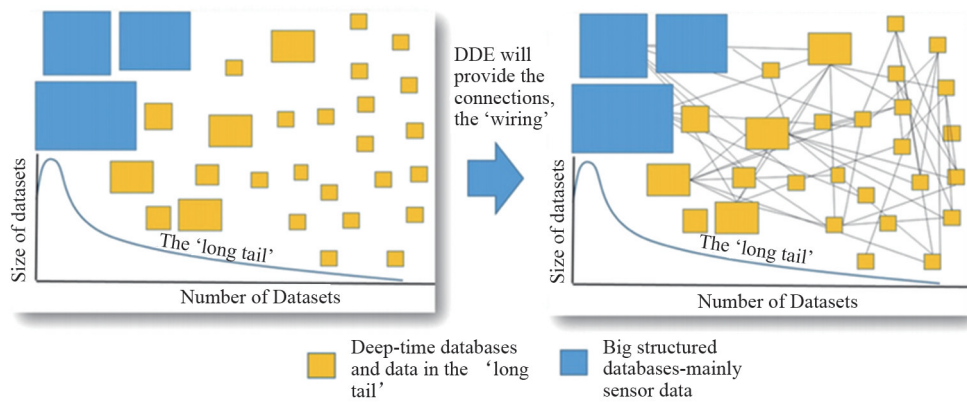 DDE will
provide the
connections,
the ‘wiring’
Size of datasets
The ‘long tail’
Number of Datasets
Size of datasets
The ‘long tail’
Number of Datasets
Deep-time databases
and data in the ‘long
tail’
Big structured
databases-mainly
sensor data